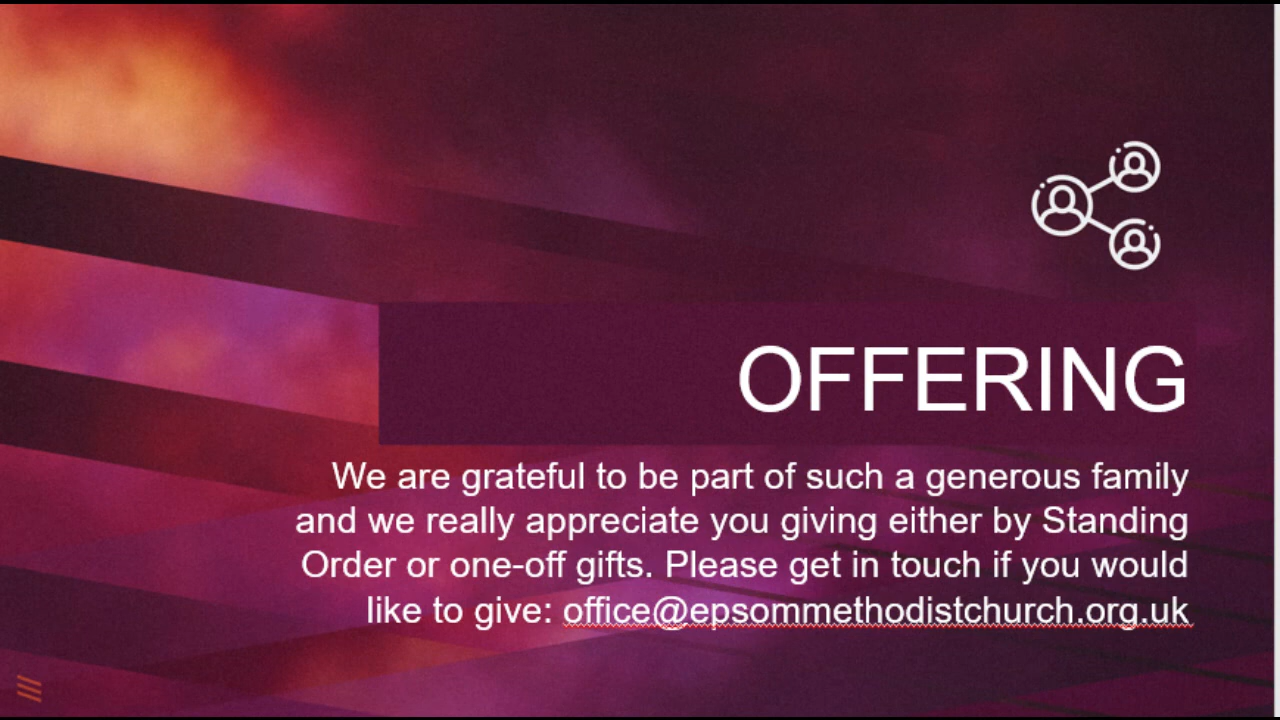 OFFERING
We are grateful to be part of such a generous family
and we really appreciate you giving either by Standing
Order or one-off gifts. Please get in touch if you would
like to give: office@epsommethodistchurch.org.uk